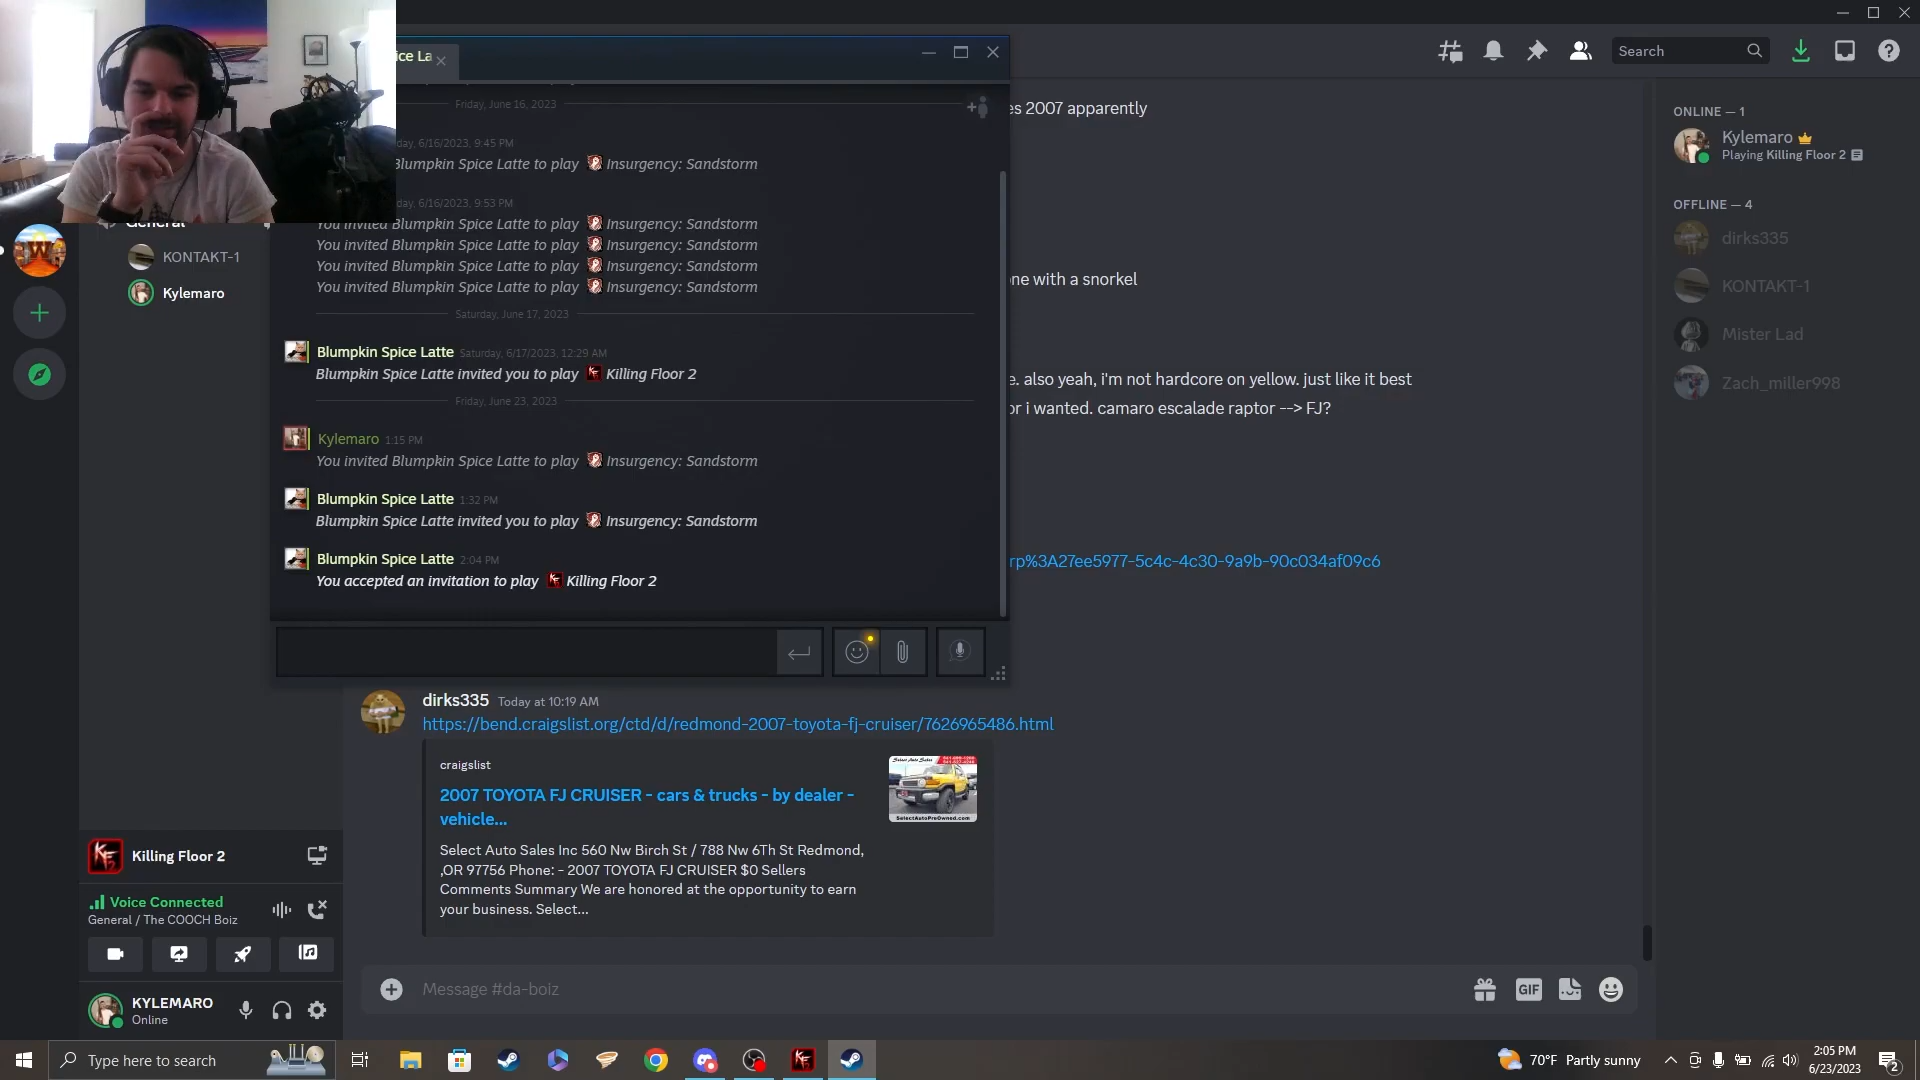 ice La
Friday, June 16, 2023
day, 6/16/2023, 9:45 PM
Blumpkin Spice Latte to play Insurgency: Sandstorm
day, 6/16/2023, 9:53 PM
You invited Blumpkin Spice Latte to play Insurgency: Sandstorm
You invited Blumpkin Spice Latte to play Insurgency: Sandstorm
You invited Blumpkin Spice Latte to play Insurgency: Sandstorm
You invited Blumpkin Spice Latte to play Insurgency: Sandstorm
Saturday, June 17, 2023
Blumpkin Spice Latte Saturday, 6/17/2023, 12:29 AM
Blumpkin Spice Latte invited you to play Killing Floor 2
Friday, June 23, 2023
Kylemaro 1:15 PM
You invited Blumpkin Spice Latte to play Insurgency: Sandstorm
Blumpkin Spice Latte 1:32 PM
Blumpkin Spice Latte invited you to play Insurgency: Sandstorm
Blumpkin Spice Latte 2:04 PM
You accepted an invitation to play Killing Floor 2
General
KONTAKT-1
Kylemaro
Killing Floor 2
Voice Connected
General / The COOCH Boiz
KYLEMARO
Online
Search
es 2007 apparently
one with a snorkel
e. also yeah, i'm not hardcore on yellow. just like it best
or i wanted. camaro escalade raptor --> FJ?
rp%3A27ee5977-5c4c-4c30-9a9b-90c034af09c6
dirks335 Today at 10:19 AM
https://bend.craigslist.org/ctd/d/redmond-2007-toyota-fj-cruiser/7626965486.html
craigslist
2007 TOYOTA FJ CRUISER - cars & trucks - by dealer -
vehicle...
Select Auto Sales Inc 560 Nw Birch St / 788 Nw 6Th St Redmond,
,OR 97756 Phone: - 2007 TOYOTA FJ CRUISER $0 Sellers
Comments Summary We are honored at the opportunity to earn
your business. Select...
SelectAutoPreOwned.com
Message #da-boiz
GIF
ONLINE — 1
Kylemaro
Playing Killing Floor 2
OFFLINE — 4
dirks335
KONTAKT-1
Mister Lad
Zach_miller998
Type here to search
70°F Partly sunny
2:05 PM
6/23/2023
2